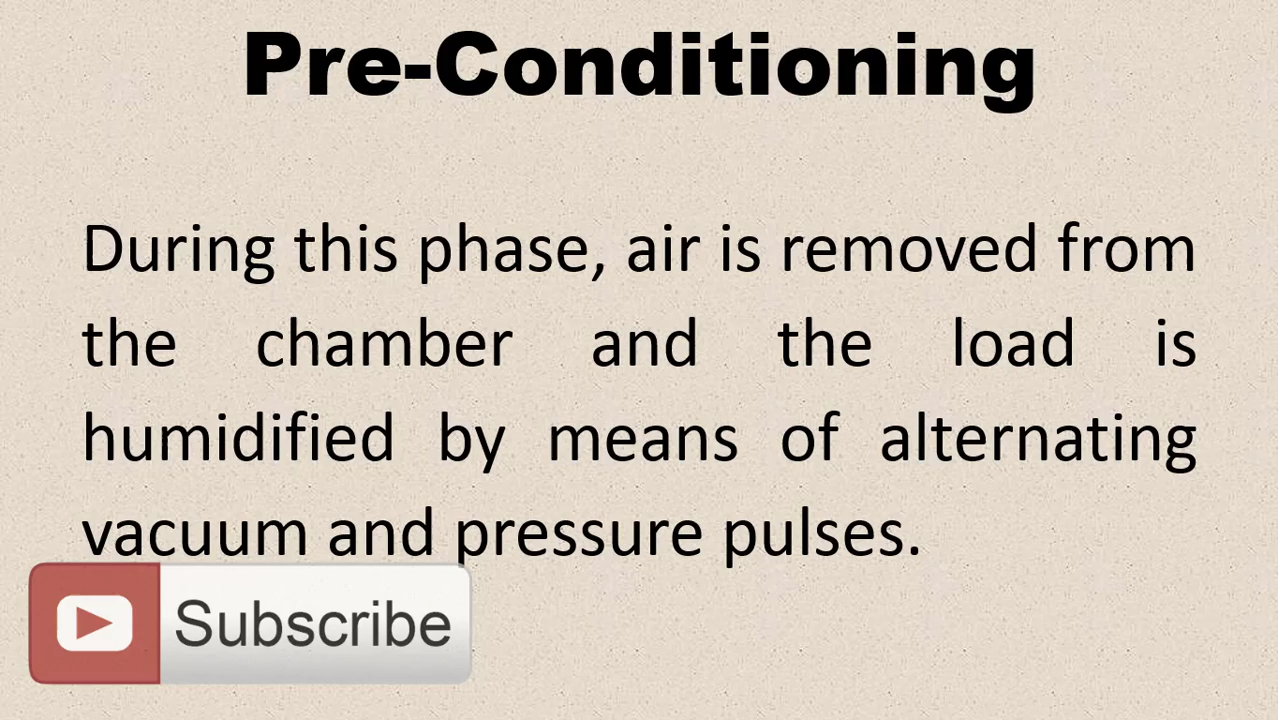 Pre-Conditioning
During this phase, air is removed from
the chamber and the load is
humidified by means of alternating
vacuum and pressure pulses.
Subscribe